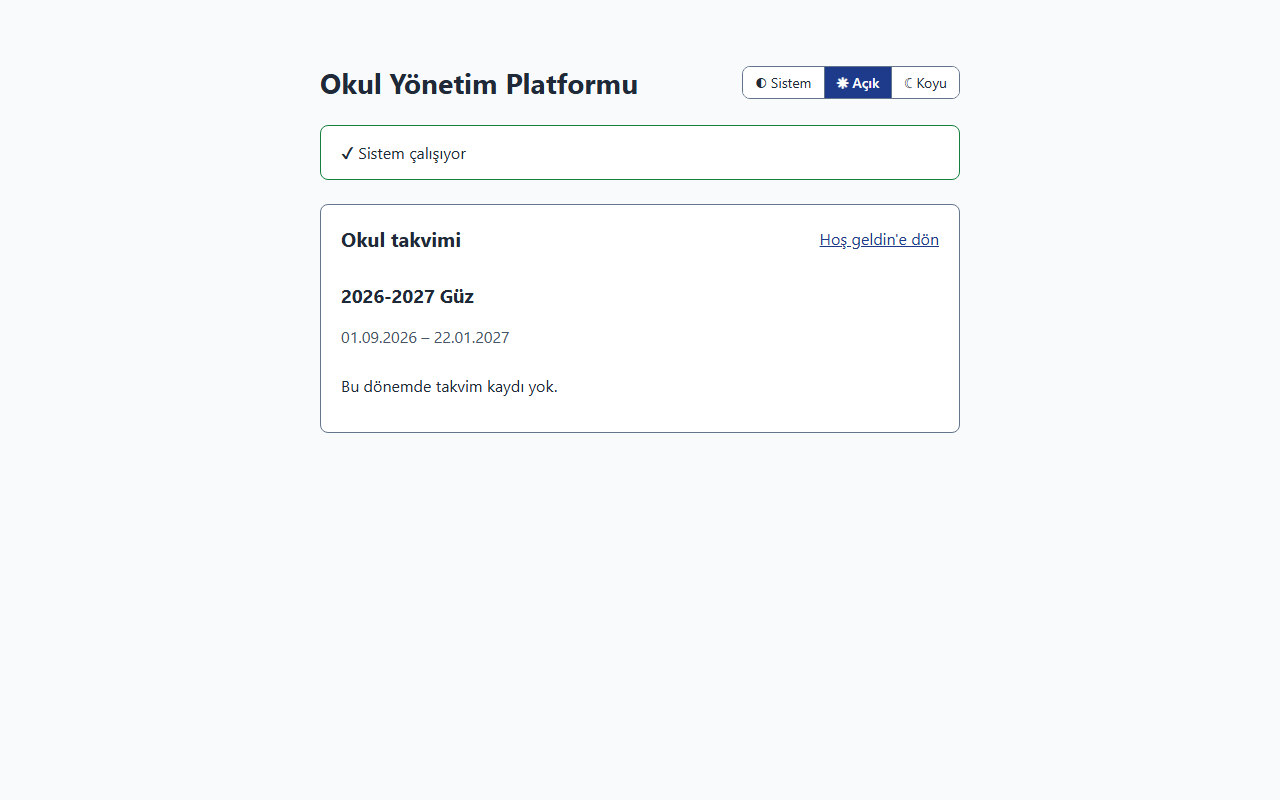 Okul Yönetim Platformu
◐ Sistem
❋ Açık
☾ Koyu
✓ Sistem çalışıyor
Okul takvimi
Hoş geldin'e dön
2026-2027 Güz
01.09.2026 – 22.01.2027
Bu dönemde takvim kaydı yok.